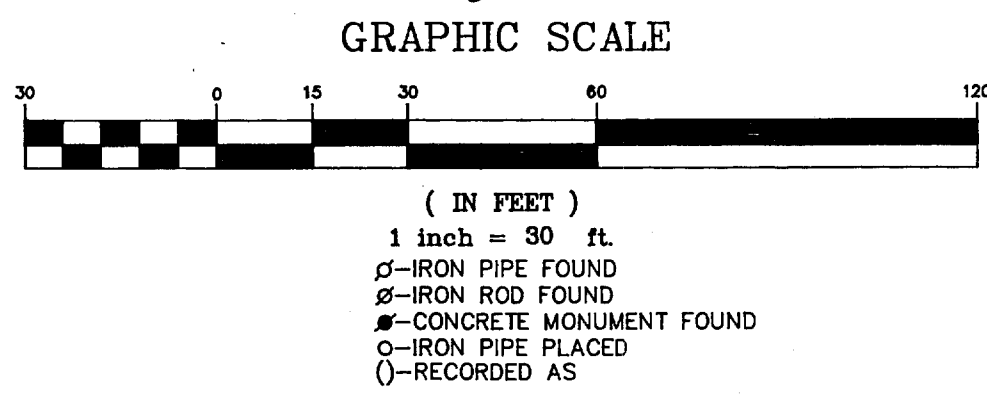 GRAPHIC SCALE
30 0 15 30 60 120
( IN FEET )
1 inch = 30 ft.
-IRON PIPE FOUND
-IRON ROD FOUND
-CONCRETE MONUMENT FOUND
-IRON PIPE PLACED
()-RECORDED AS